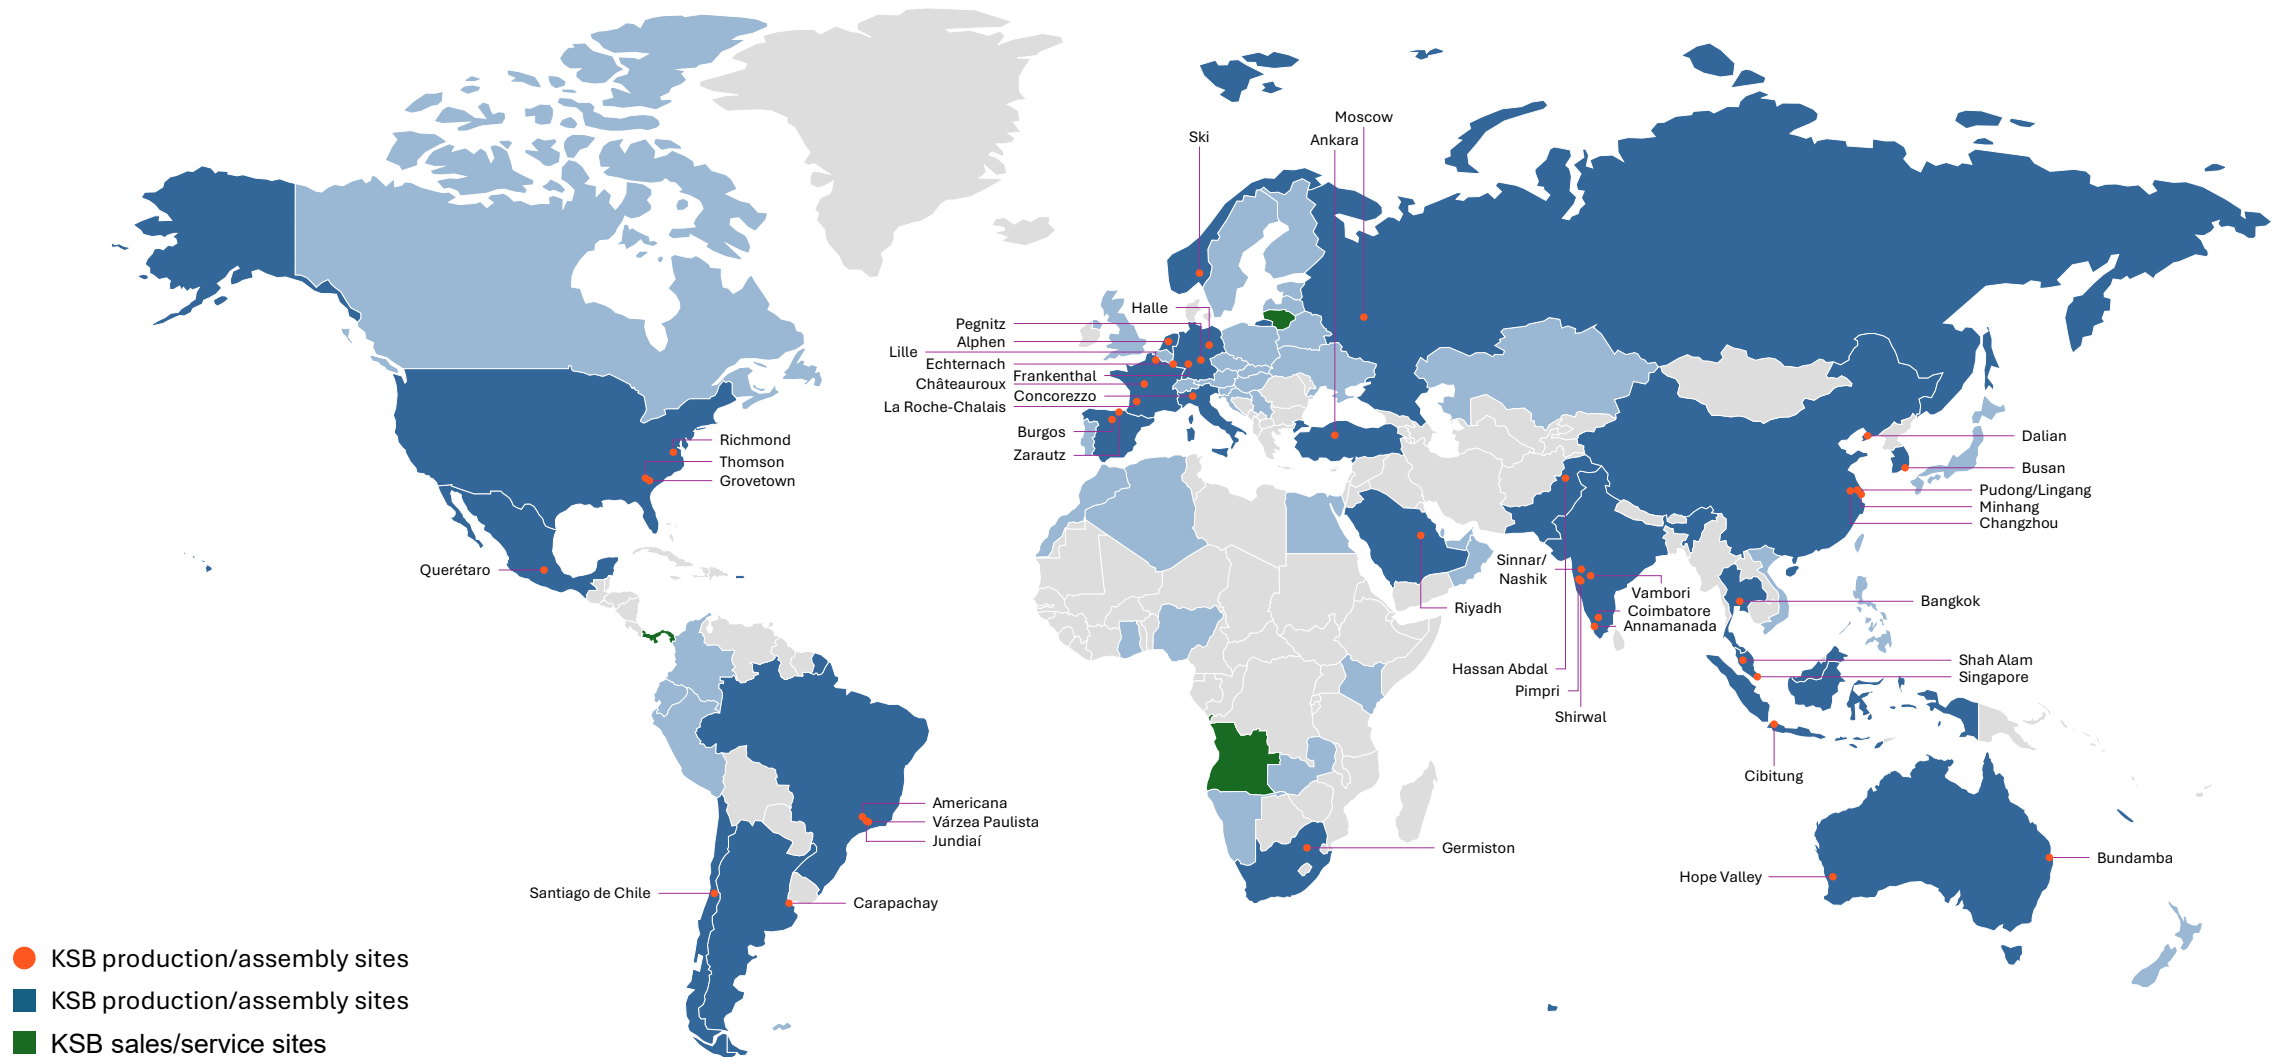 Moscow
Ski
Ankara
Halle
Pegnitz
Alphen
Lille
Echternach
Frankenthal
Châteauroux
Concorezzo
La Roche-Chalais
Burgos
Zarautz
Richmond
Thomson
Grovetown
Querétaro
Dalian
Busan
Pudong/Lingang
Minhang
Changzhou
Sinnar/
Nashik
Vambori
Coimbatore
Annamanada
Riyadh
Bangkok
Hassan Abdal
Pimpri
Shirwal
Shah Alam
Singapore
Cibitung
Americana
Várzea Paulista
Jundiaí
Germiston
Bundamba
Hope Valley
Santiago de Chile
Carapachay
KSB production/assembly sites
KSB production/assembly sites
KSB sales/service sites